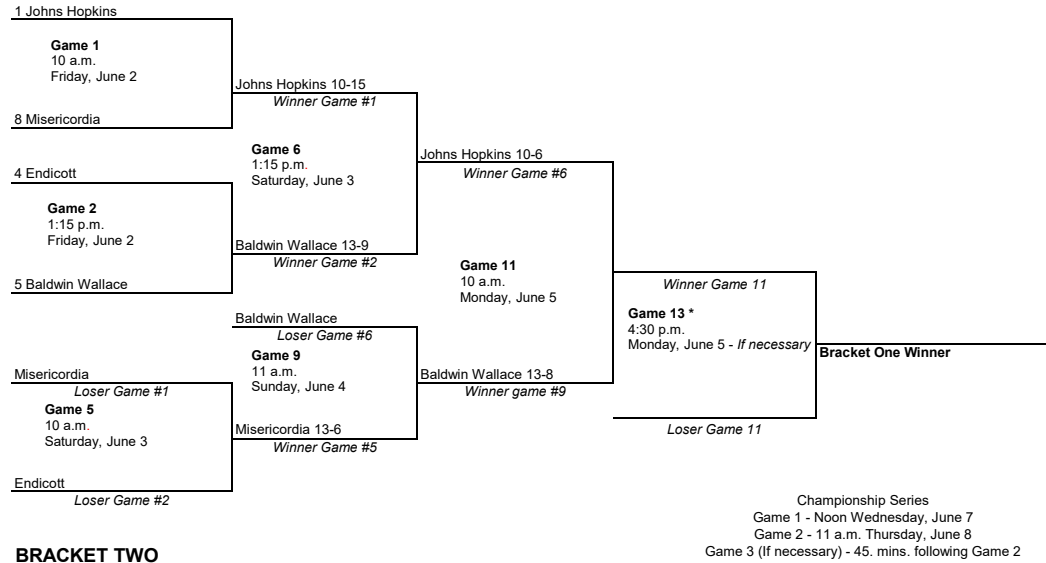 1 Johns Hopkins
Game 1
10 a.m.
Friday, June 2
Johns Hopkins 10-15
Winner Game #1
8 Misericordia
Game 6
1:15 p.m.
Saturday, June 3
Johns Hopkins 10-6
Winner Game #6
4 Endicott
Game 2
1:15 p.m.
Friday, June 2
Baldwin Wallace 13-9
Winner Game #2
5 Baldwin Wallace
Game 11
10 a.m.
Monday, June 5
Winner Game 11
Game 13 *
4:30 p.m.
Monday, June 5 - If necessary
Bracket One Winner
Baldwin Wallace
Loser Game #6
Game 9
11 a.m.
Sunday, June 4
Baldwin Wallace 13-8
Winner game #9
Misericordia
Loser Game #1
Game 5
10 a.m.
Saturday, June 3
Misericordia 13-6
Winner Game #5
Loser Game 11
Endicott
Loser Game #2
Championship Series
Game 1 - Noon Wednesday, June 7
Game 2 - 11 a.m. Thursday, June 8
Game 3 (If necessary) - 45. mins. following Game 2
BRACKET TWO